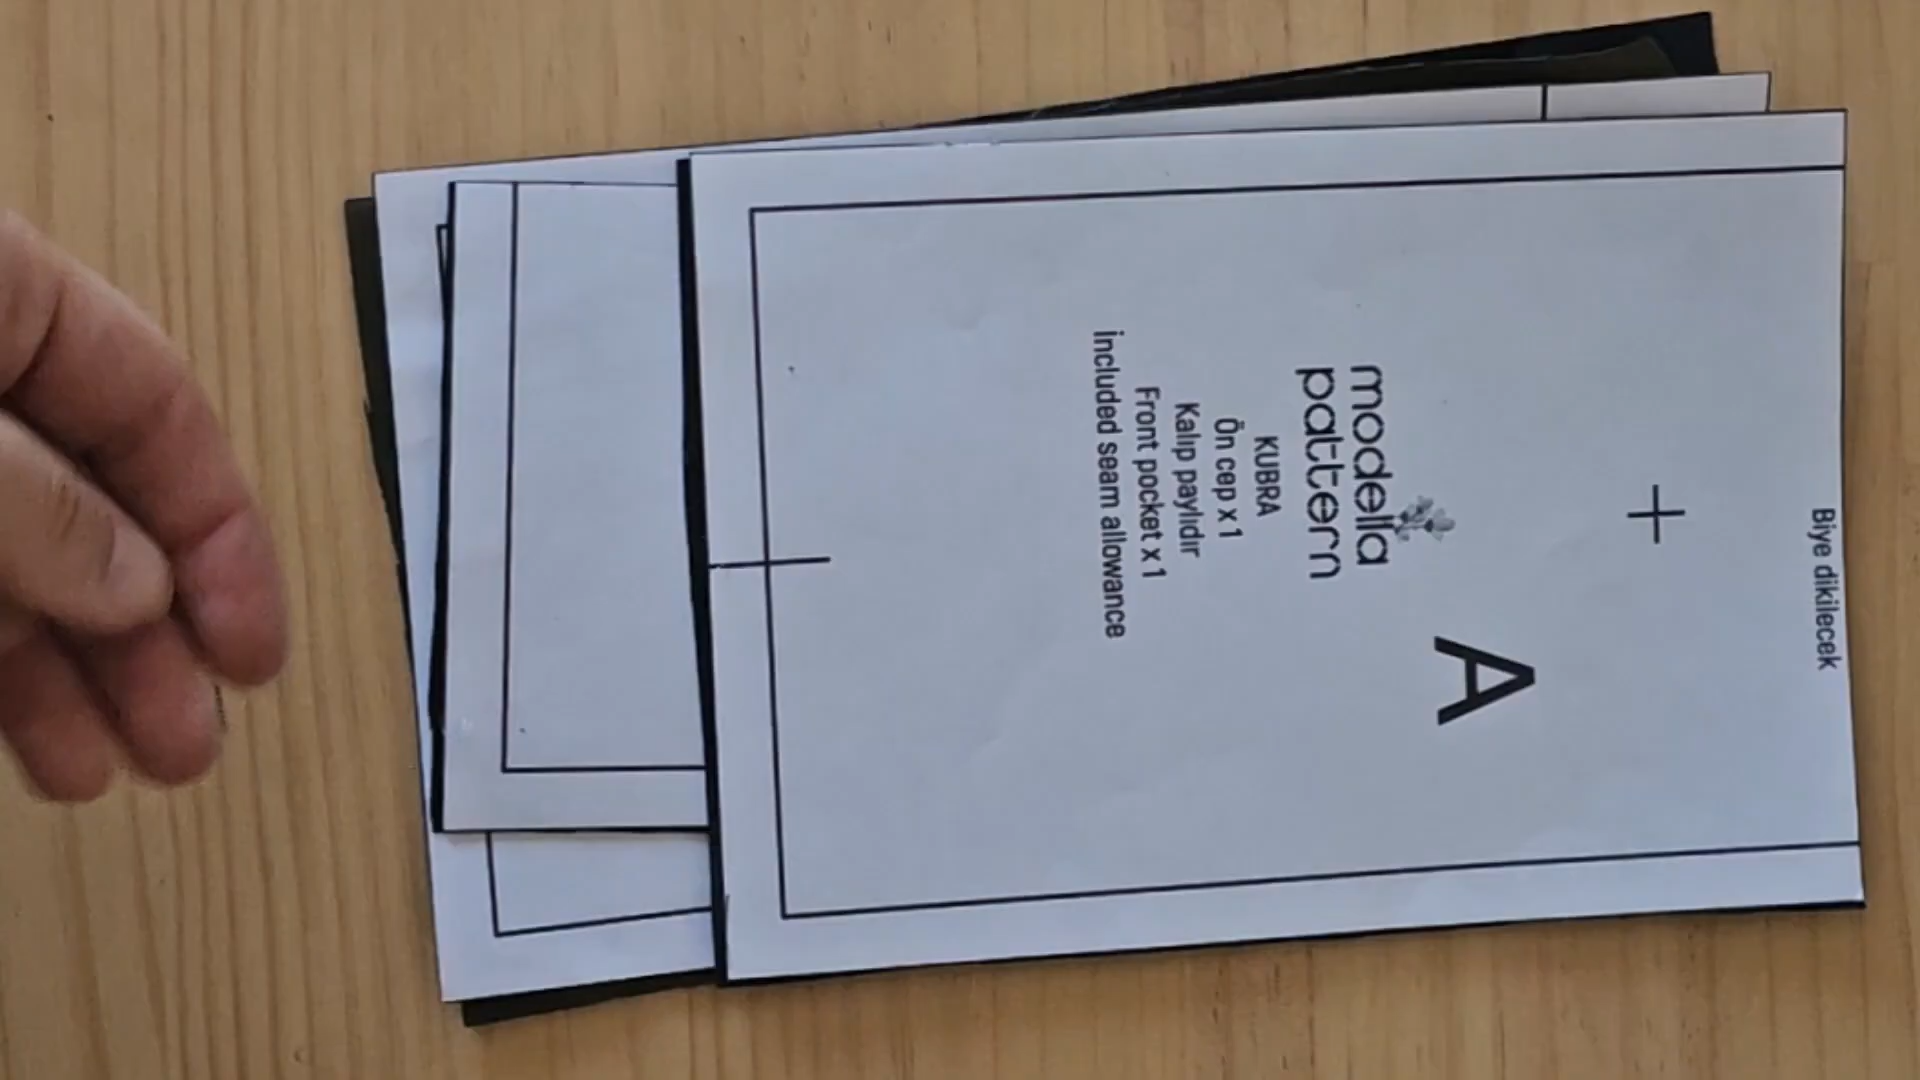 Biye dikilecek
A
modella
pattern
KUBRA
Ön cep x 1
Kalıp paylıdır
Front pocket x 1
included seam allowance